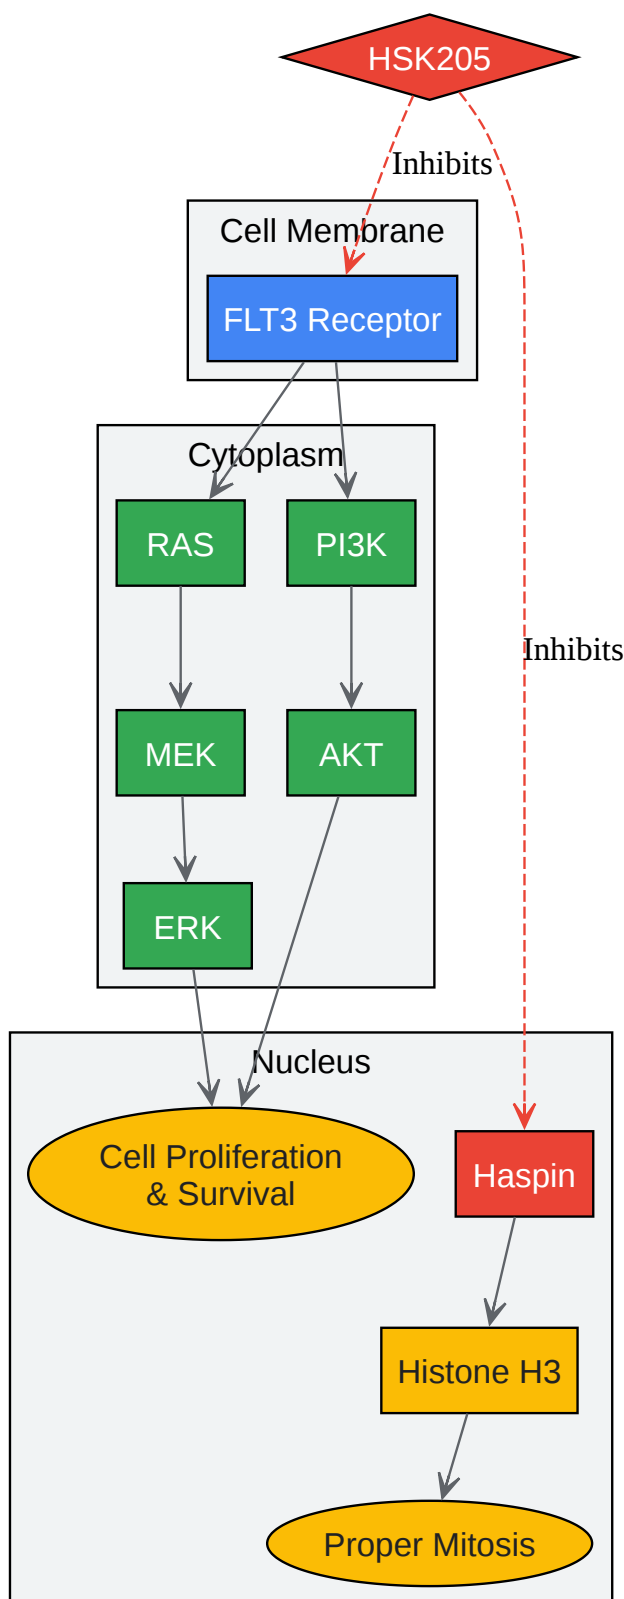 HSK205
Inhibits
Cell Membrane
FLT3 Receptor
Cytoplasm
RAS
PI3K
Inhibits
MEK
AKT
ERK
Nucleus
Cell Proliferation
& Survival
Haspin
Histone H3
Proper Mitosis